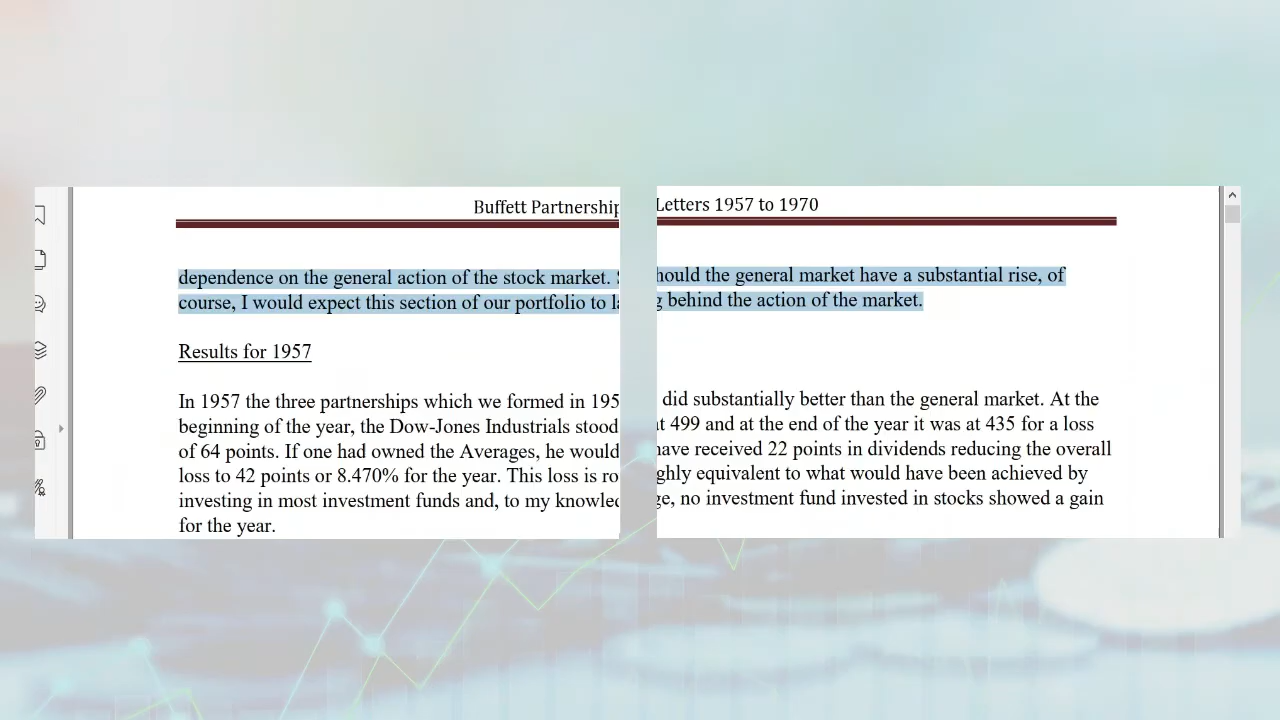 Buffett Partnership Letters 1957 to 1970
dependence on the general action of the stock market. Should the general market have a substantial rise, of
course, I would expect this section of our portfolio to lag behind the action of the market.
Results for 1957
In 1957 the three partnerships which we formed in 1956 did substantially better than the general market. At the
beginning of the year, the Dow-Jones Industrials stood at 499 and at the end of the year it was at 435 for a loss
of 64 points. If one had owned the Averages, he would have received 22 points in dividends reducing the overall
loss to 42 points or 8.470% for the year. This loss is roughly equivalent to what would have been achieved by
investing in most investment funds and, to my knowledge, no investment fund invested in stocks showed a gain
for the year.